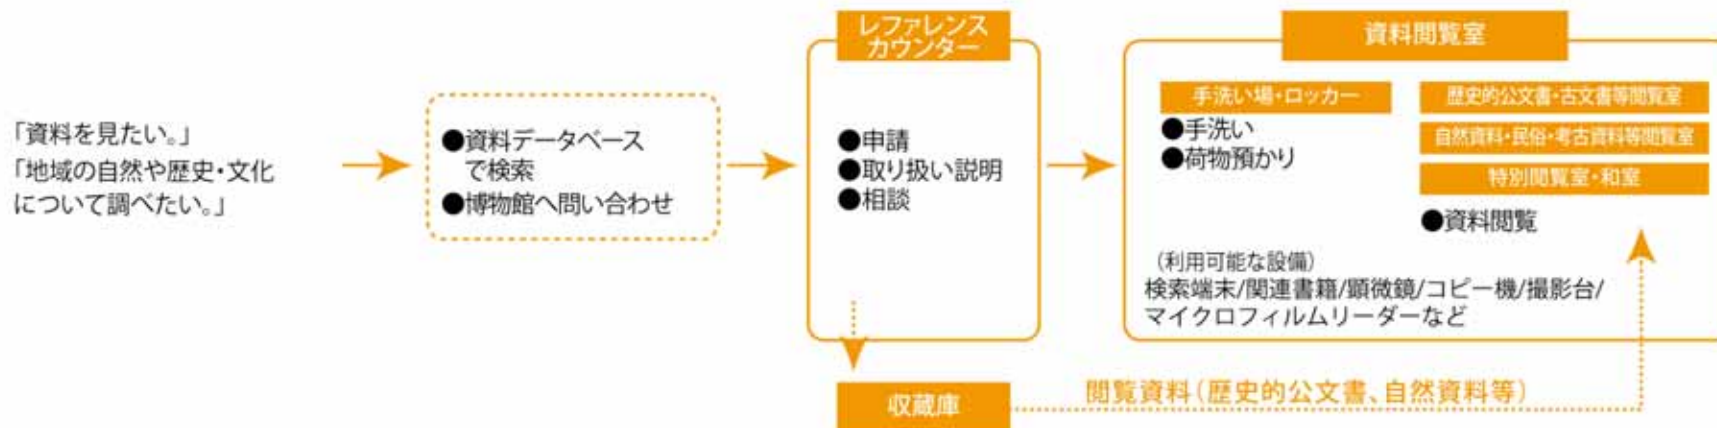 「資料を見たい。」
「地域の自然や歴史・文化
について調べたい。」
●資料データベース
で検索
●博物館へ問い合わせ
レファレンス
カウンター
●申請
●取り扱い説明
●相談
資料閲覧室
手洗い場・ロッカー
●手洗い
●荷物預かり
歴史的公文書・古文書等閲覧室
自然資料・民俗・考古資料等閲覧室
特別閲覧室・和室
●資料閲覧
（利用可能な設備）
検索端末/関連書籍/顕微鏡/コピー機/撮影台/
マイクロフィルムリーダーなど
収蔵庫
閲覧資料（歴史的公文書、自然資料等）